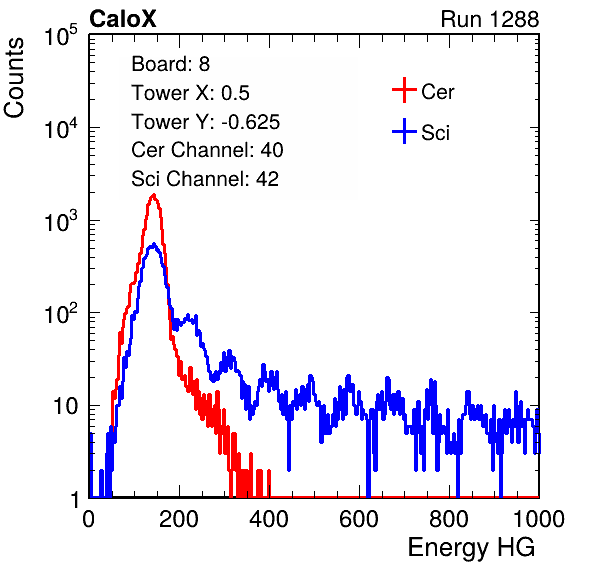 CaloX Run 1288
Counts
10^5
10^4
10^3
10^2
10
1
Board: 8
Tower X: 0.5
Tower Y: -0.625
Cer Channel: 40
Sci Channel: 42
Cer
Sci
0 200 400 600 800 1000
Energy HG